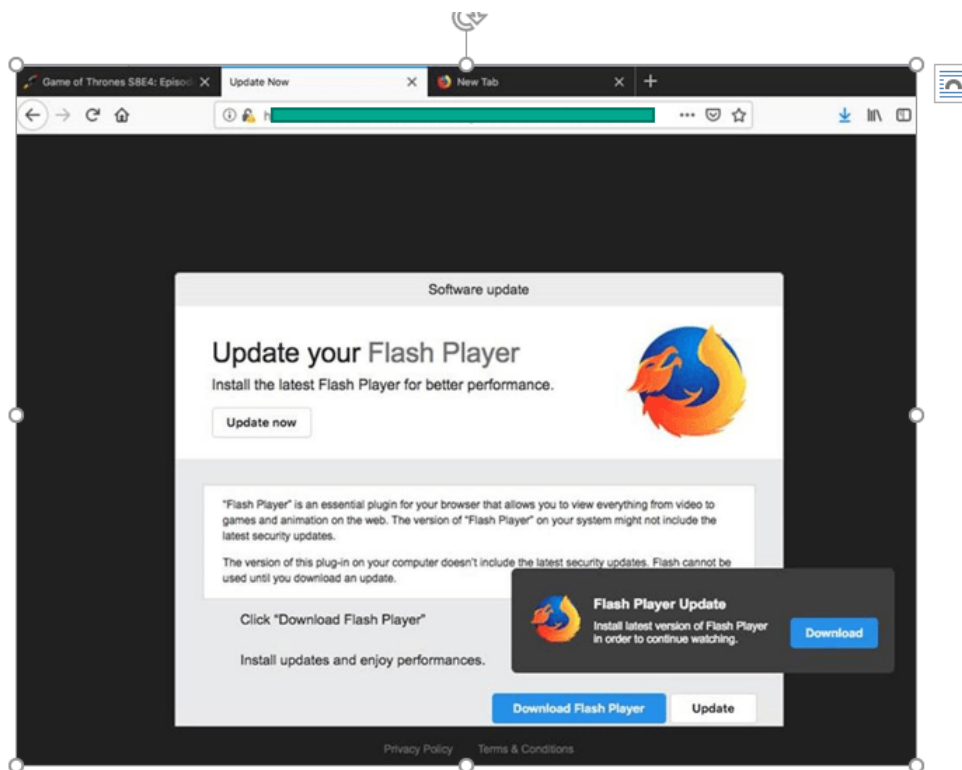 Game of Thrones S8E4: Episod
Update Now
New Tab
h
Software update
Update your Flash Player
Install the latest Flash Player for better performance.
Update now
"Flash Player" is an essential plugin for your browser that allows you to view everything from video to
games and animation on the web. The version of "Flash Player" on your system might not include the
latest security updates.
The version of this plug-in on your computer doesn't include the latest security updates. Flash cannot be
used until you download an update.
Click "Download Flash Player"
Install updates and enjoy performances.
Flash Player Update
Install latest version of Flash Player
in order to continue watching.
Download
Download Flash Player
Update
Privacy Policy
Terms & Conditions